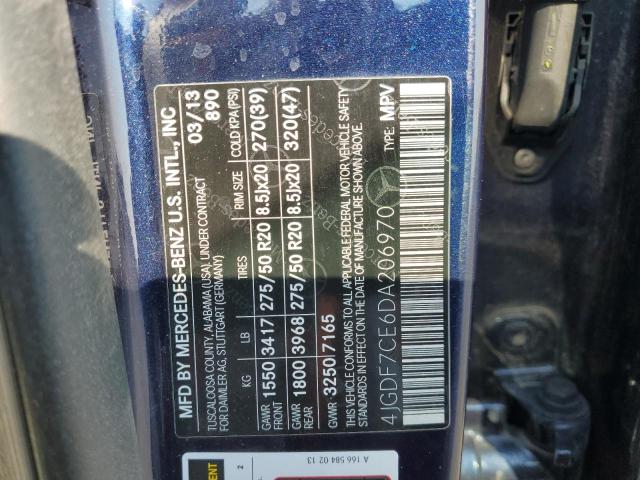 MFD BY MERCEDES-BENZ U.S. INTL., INC
TUSCALOOSA COUNTY, ALABAMA (USA), UNDER CONTRACT 03/13
FOR DAIMLER AG, STUTTGART (GERMANY) 890
KG LB TIRES RIM SIZE COLD KPA(PSI)
GAWR FRONT 1550 3417 275/50 R20 8.5Jx20 270(39)
GAWR REAR 1800 3968 275/50 R20 8.5Jx20 320(47)
GVWR 3250 7165
THIS VEHICLE CONFORMS TO ALL APPLICABLE FEDERAL MOTOR VEHICLE SAFETY
STANDARDS IN EFFECT ON THE DATE OF MANUFACTURE SHOWN ABOVE.
TYPE: MPV
4JGDF7CE6DA206970
A 166 584 02 13
2